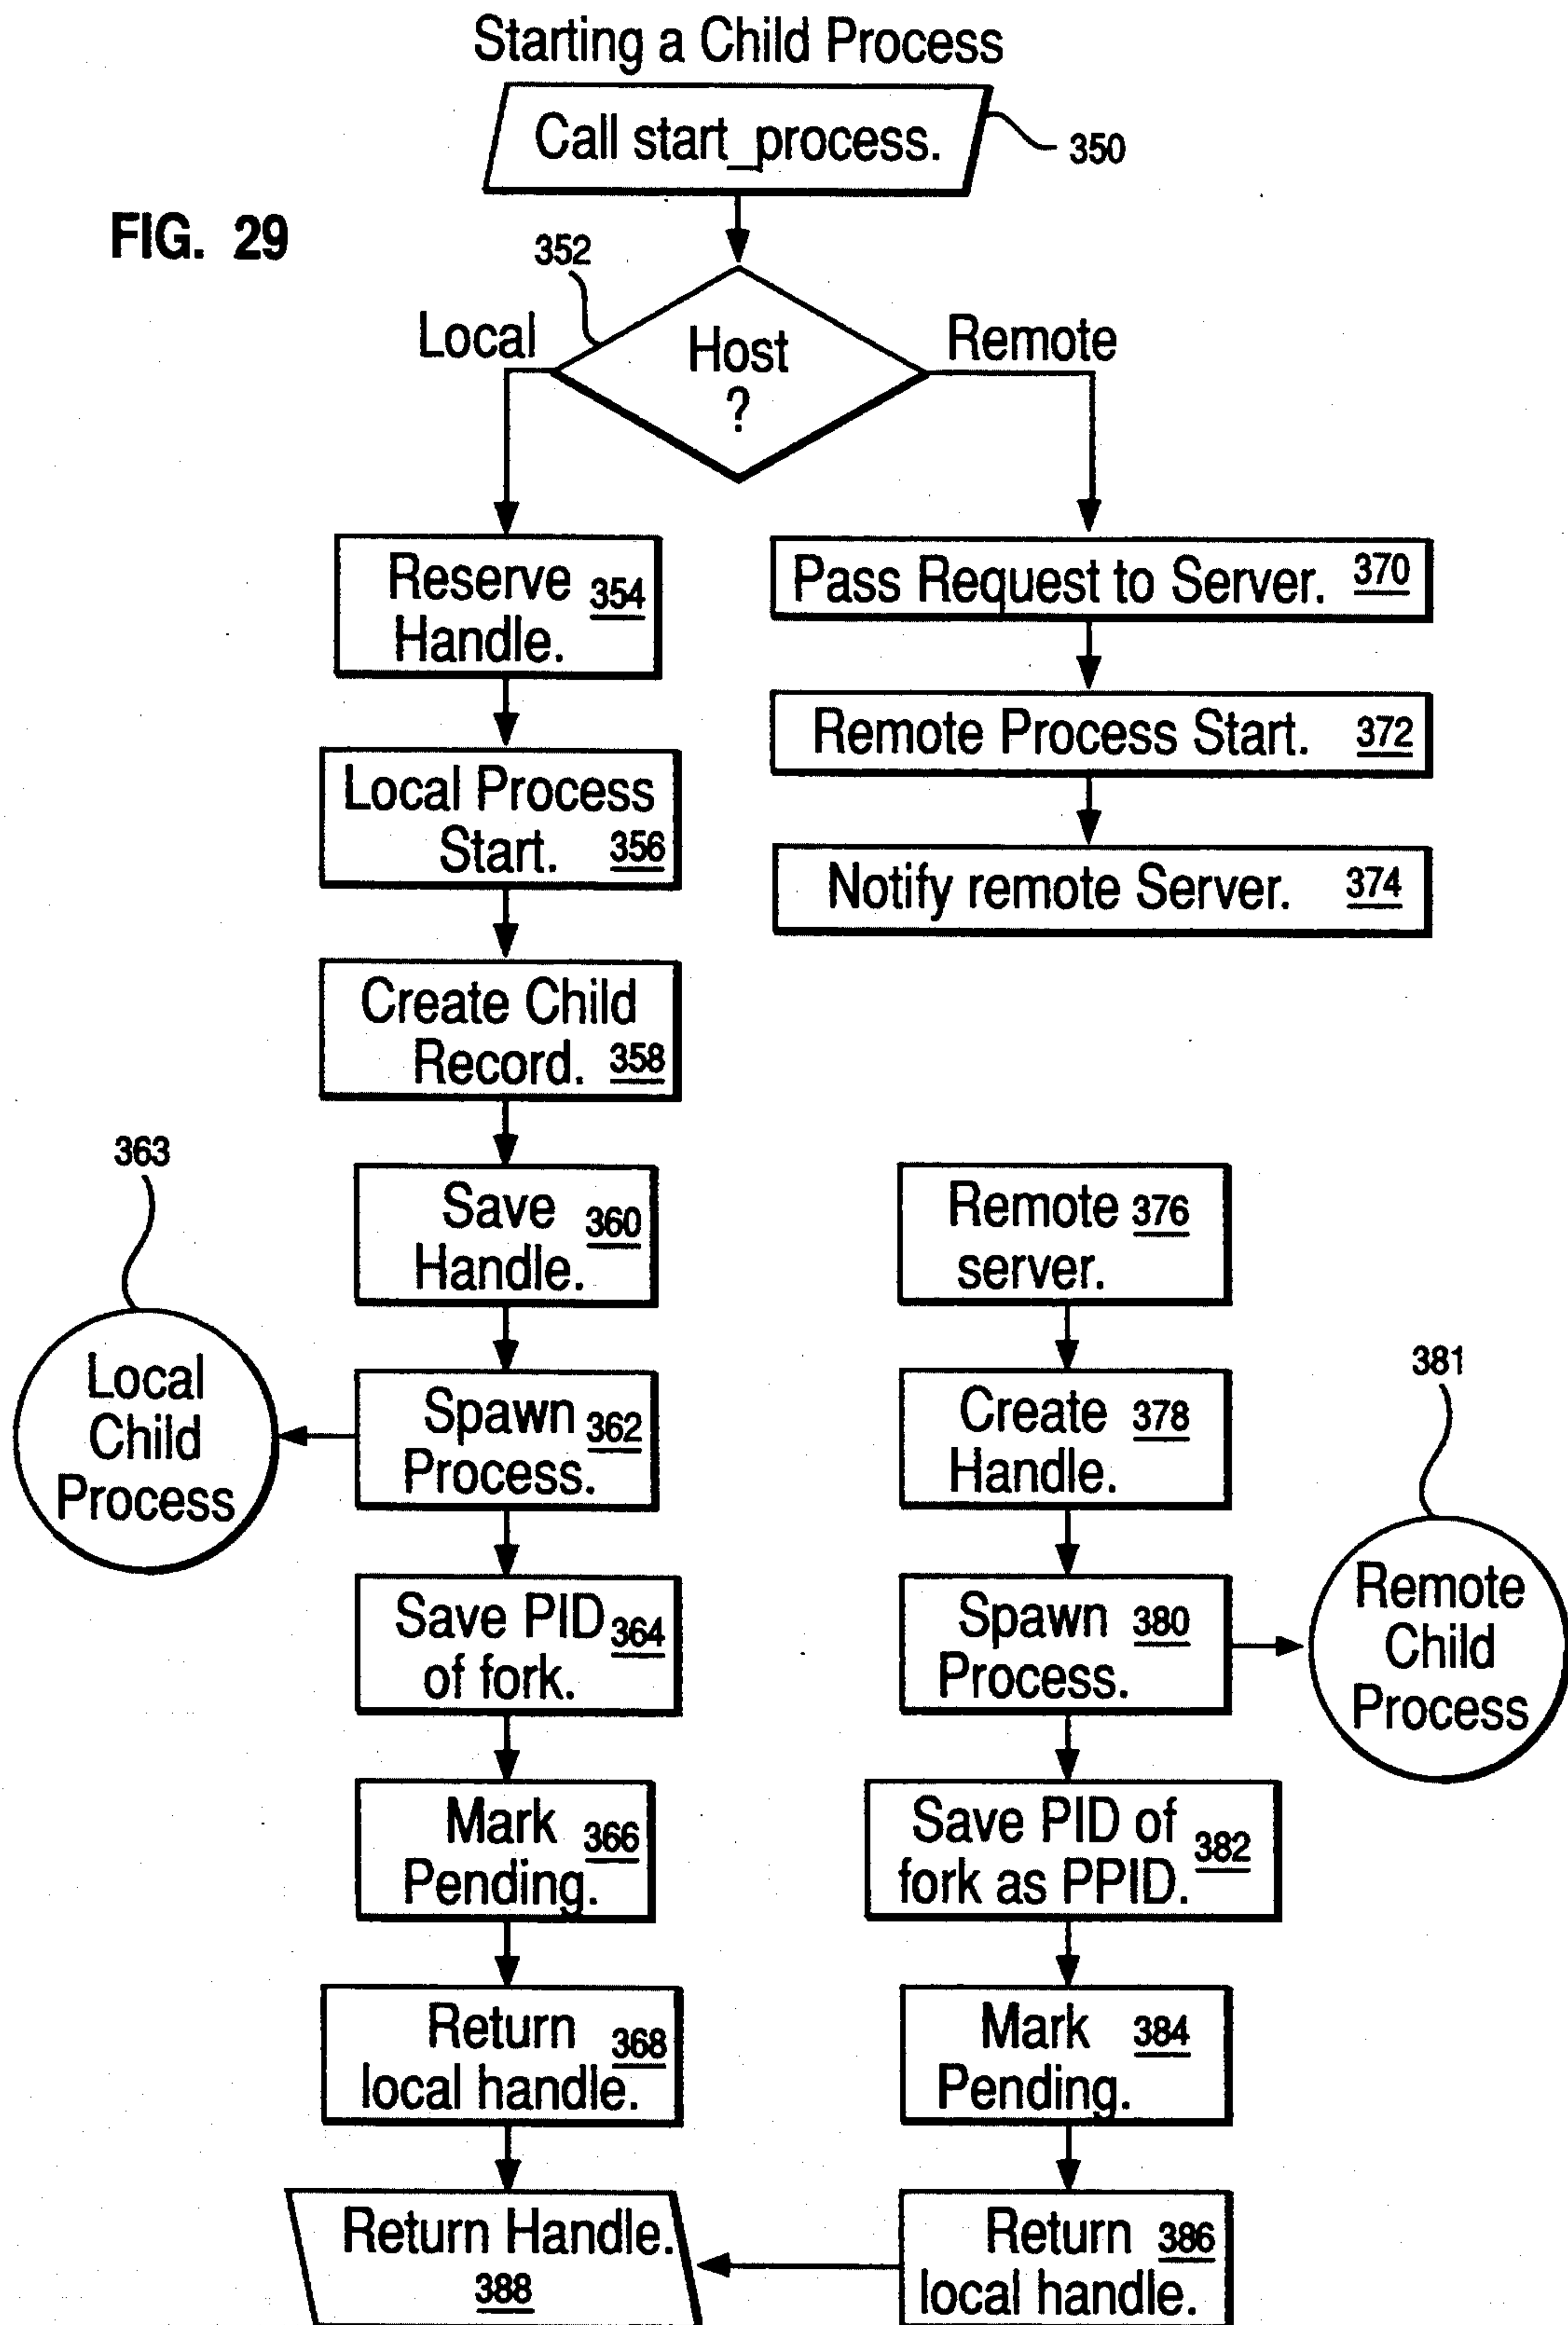 Starting a Child Process
Call start_process.
350
FIG. 29
352
Local
Host
?
Remote
Reserve 354
Handle.
Local Process
Start. 356
Create Child
Record. 358
Save 360
Handle.
363
Local
Child
Process
Spawn 362
Process.
Save PID 364
of fork.
Mark 366
Pending.
Return 368
local handle.
Return Handle.
388
Pass Request to Server. 370
Remote Process Start. 372
Notify remote Server. 374
Remote 376
server.
Create 378
Handle.
381
Spawn 380
Process.
Remote
Child
Process
Save PID of 382
fork as PPID.
Mark 384
Pending.
Return 386
local handle.